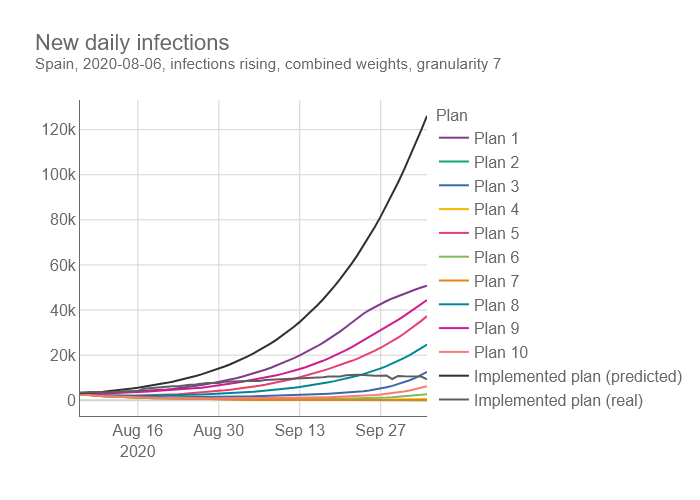 New daily infections
Spain, 2020-08-06, infections rising, combined weights, granularity 7
120k
100k
80k
60k
40k
20k
0
Aug 16
2020
Aug 30
Sep 13
Sep 27
Plan
Plan 1
Plan 2
Plan 3
Plan 4
Plan 5
Plan 6
Plan 7
Plan 8
Plan 9
Plan 10
Implemented plan (predicted)
Implemented plan (real)